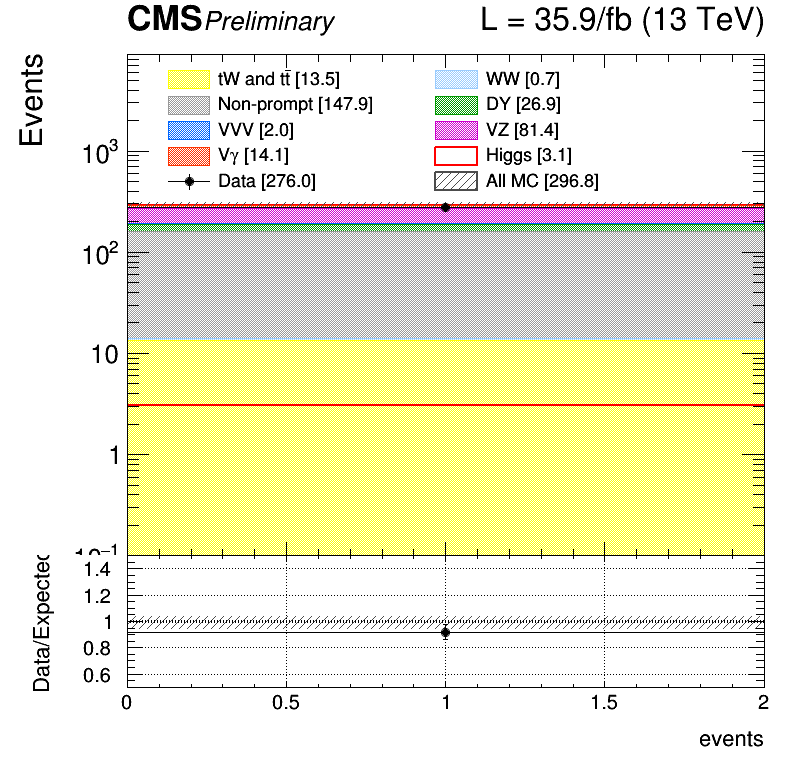 CMS Preliminary L = 35.9/fb (13 TeV)
Events
tW and tt̄ [13.5] WW [0.7]
Non-prompt [147.9] DY [26.9]
VVV [2.0] VZ [81.4]
Vγ [14.1] Higgs [3.1]
Data [276.0] All MC [296.8]
10³
10²
10
1
10⁻¹
Data/Expected
1.4
1.2
1
0.8
0.6
0 0.5 1 1.5 2
events